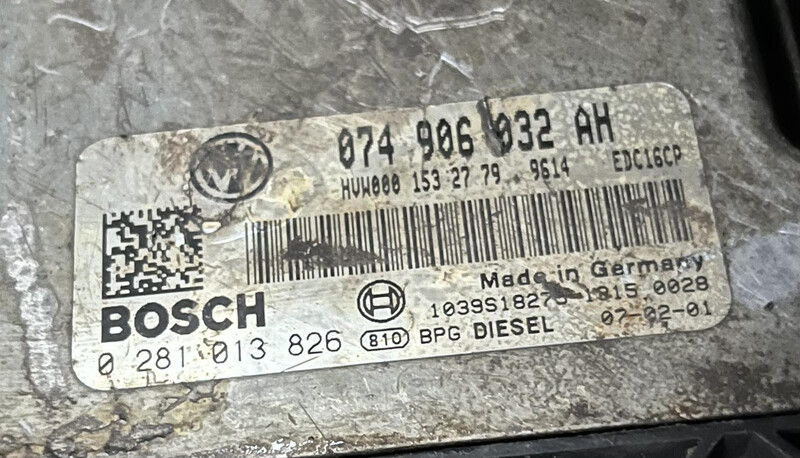 074 906 032 AH
HVW000 153 27 79 9614 EDC16CP
Made in Germany
BOSCH
1815 0028
0 281 013 826 810 BPG DIESEL 07-02-01